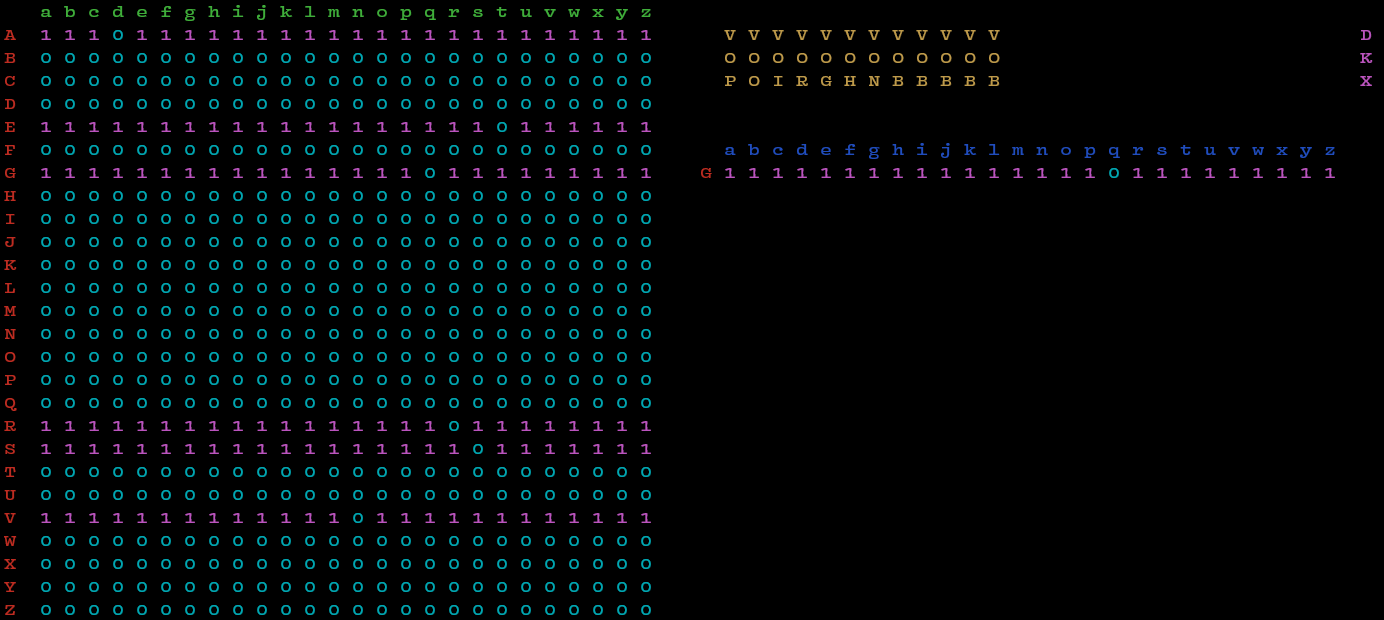 a b c d e f g h i j k l m n o p q r s t u v w x y z
A 1 1 1 0 1 1 1 1 1 1 1 1 1 1 1 1 1 1 1 1 1 1 1 1 1 1 V V V V V V V V V V V V D
B 0 0 0 0 0 0 0 0 0 0 0 0 0 0 0 0 0 0 0 0 0 0 0 0 0 0 O O O O O O O O O O O O K
C 0 0 0 0 0 0 0 0 0 0 0 0 0 0 0 0 0 0 0 0 0 0 0 0 0 0 P O I R G H N B B B B B X
D 0 0 0 0 0 0 0 0 0 0 0 0 0 0 0 0 0 0 0 0 0 0 0 0 0 0
E 1 1 1 1 1 1 1 1 1 1 1 1 1 1 1 1 1 1 1 0 1 1 1 1 1 1
F 0 0 0 0 0 0 0 0 0 0 0 0 0 0 0 0 0 0 0 0 0 0 0 0 0 0 a b c d e f g h i j k l m n o p q r s t u v w x y z
G 1 1 1 1 1 1 1 1 1 1 1 1 1 1 1 1 0 1 1 1 1 1 1 1 1 1 G 1 1 1 1 1 1 1 1 1 1 1 1 1 1 1 1 0 1 1 1 1 1 1 1 1 1
H 0 0 0 0 0 0 0 0 0 0 0 0 0 0 0 0 0 0 0 0 0 0 0 0 0 0
I 0 0 0 0 0 0 0 0 0 0 0 0 0 0 0 0 0 0 0 0 0 0 0 0 0 0
J 0 0 0 0 0 0 0 0 0 0 0 0 0 0 0 0 0 0 0 0 0 0 0 0 0 0
K 0 0 0 0 0 0 0 0 0 0 0 0 0 0 0 0 0 0 0 0 0 0 0 0 0 0
L 0 0 0 0 0 0 0 0 0 0 0 0 0 0 0 0 0 0 0 0 0 0 0 0 0 0
M 0 0 0 0 0 0 0 0 0 0 0 0 0 0 0 0 0 0 0 0 0 0 0 0 0 0
N 0 0 0 0 0 0 0 0 0 0 0 0 0 0 0 0 0 0 0 0 0 0 0 0 0 0
O 0 0 0 0 0 0 0 0 0 0 0 0 0 0 0 0 0 0 0 0 0 0 0 0 0 0
P 0 0 0 0 0 0 0 0 0 0 0 0 0 0 0 0 0 0 0 0 0 0 0 0 0 0
Q 0 0 0 0 0 0 0 0 0 0 0 0 0 0 0 0 0 0 0 0 0 0 0 0 0 0
R 1 1 1 1 1 1 1 1 1 1 1 1 1 1 1 1 1 0 1 1 1 1 1 1 1 1
S 1 1 1 1 1 1 1 1 1 1 1 1 1 1 1 1 1 1 0 1 1 1 1 1 1 1
T 0 0 0 0 0 0 0 0 0 0 0 0 0 0 0 0 0 0 0 0 0 0 0 0 0 0
U 0 0 0 0 0 0 0 0 0 0 0 0 0 0 0 0 0 0 0 0 0 0 0 0 0 0
V 1 1 1 1 1 1 1 1 1 1 1 1 1 0 1 1 1 1 1 1 1 1 1 1 1 1
W 0 0 0 0 0 0 0 0 0 0 0 0 0 0 0 0 0 0 0 0 0 0 0 0 0 0
X 0 0 0 0 0 0 0 0 0 0 0 0 0 0 0 0 0 0 0 0 0 0 0 0 0 0
Y 0 0 0 0 0 0 0 0 0 0 0 0 0 0 0 0 0 0 0 0 0 0 0 0 0 0
Z 0 0 0 0 0 0 0 0 0 0 0 0 0 0 0 0 0 0 0 0 0 0 0 0 0 0